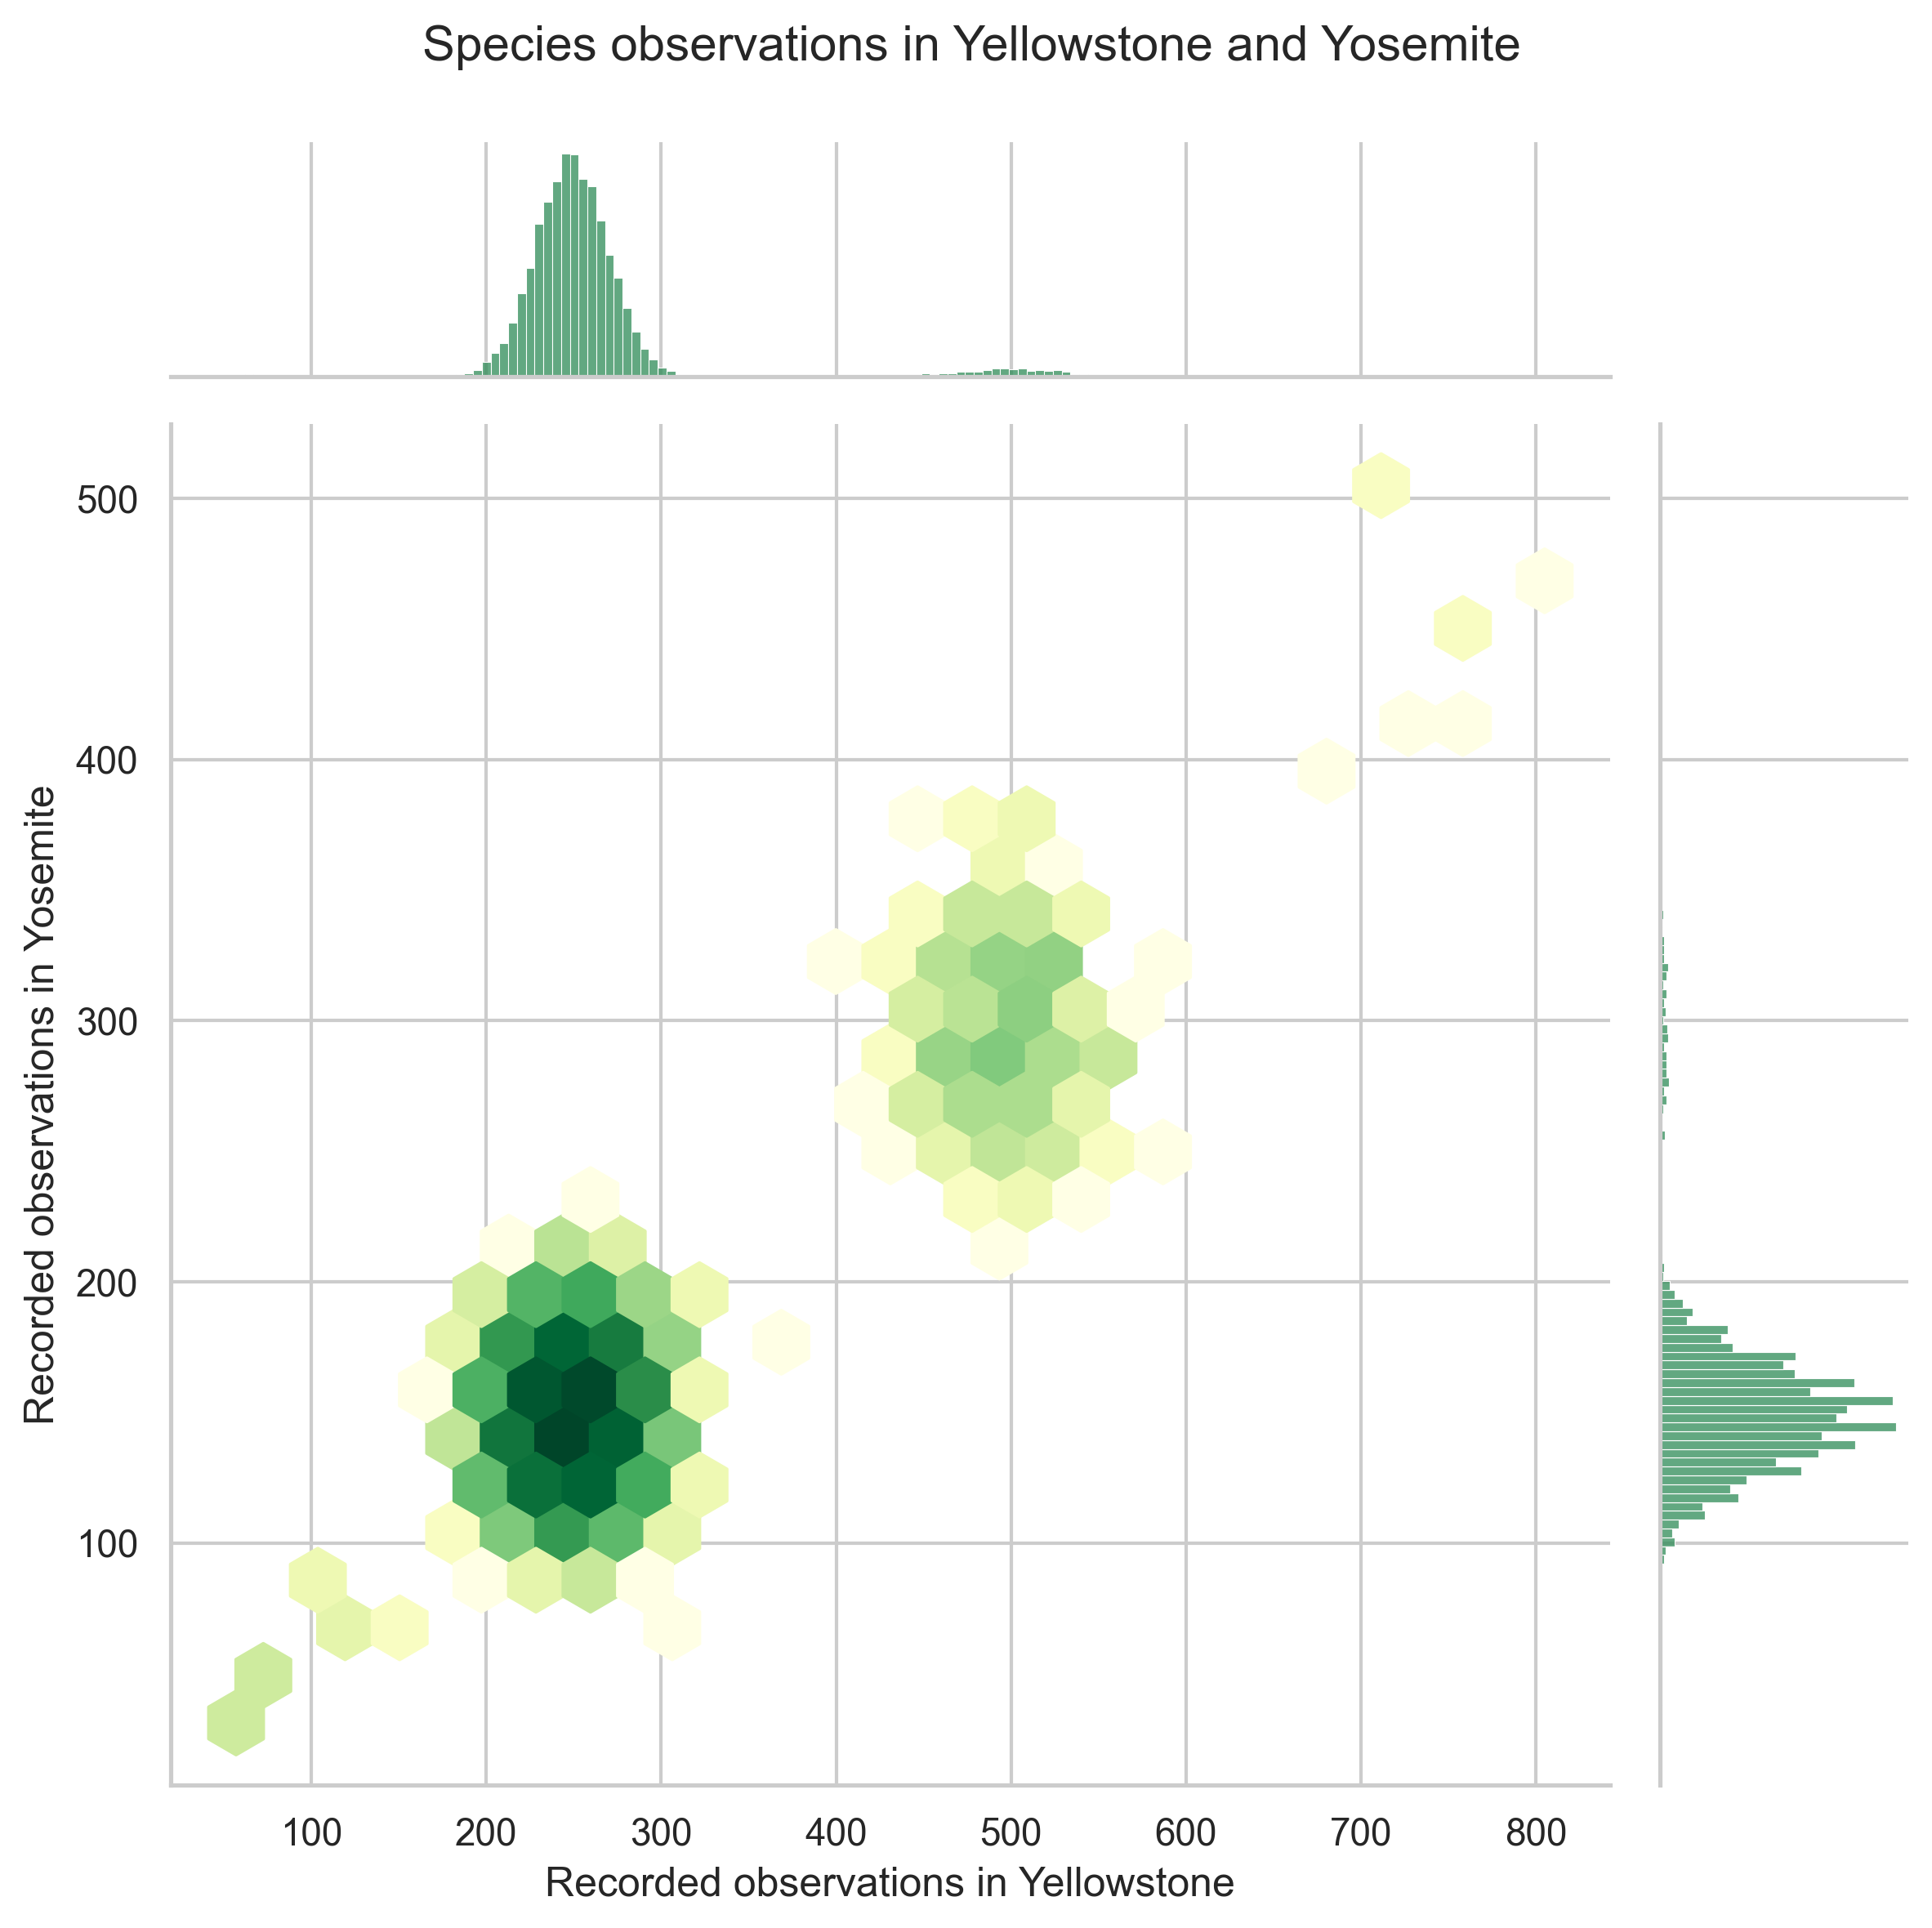 Species observations in Yellowstone and Yosemite
500
400
300
200
100
Recorded observations in Yosemite
100 200 300 400 500 600 700 800
Recorded observations in Yellowstone